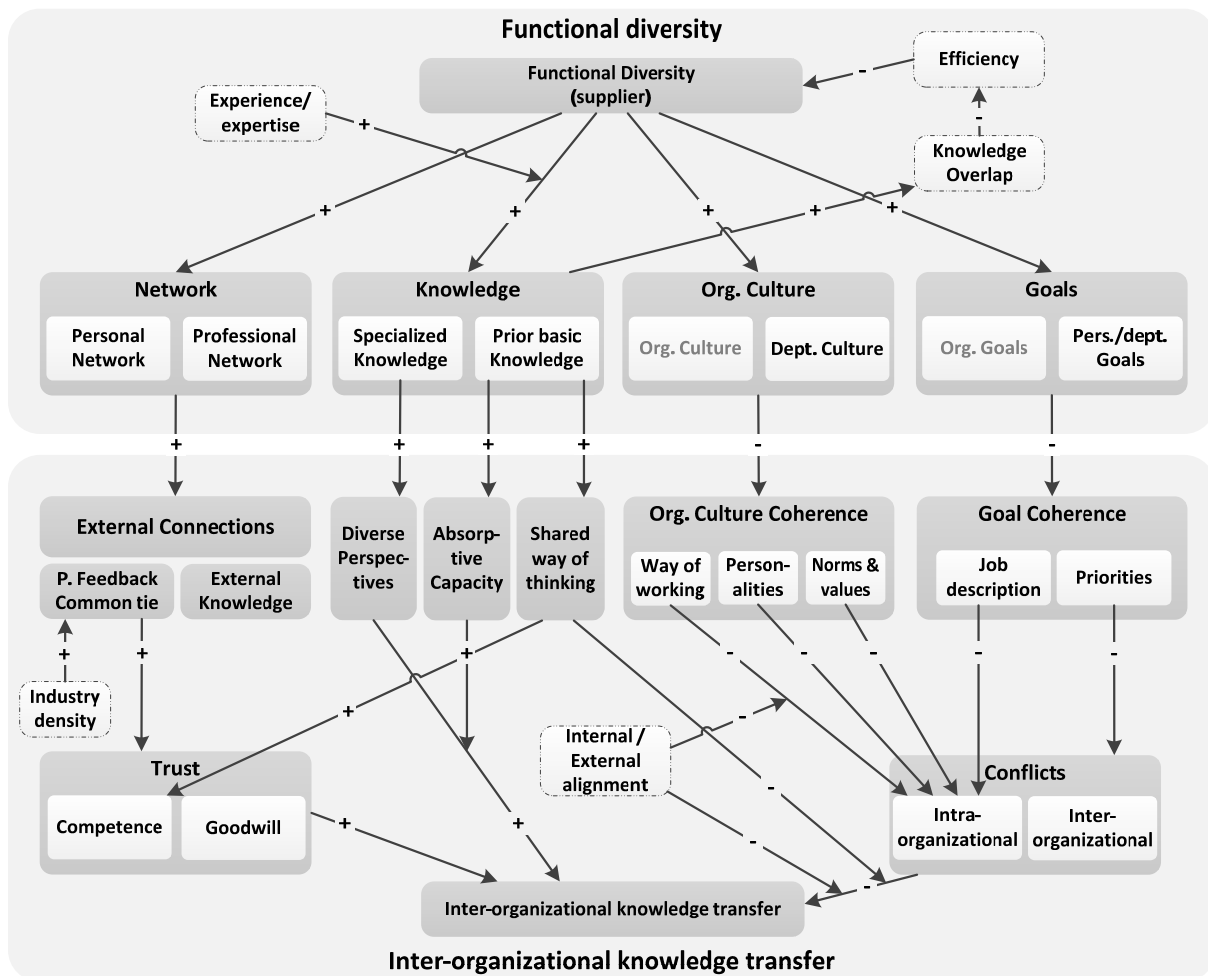 Functional diversity
Functional Diversity
(supplier)
Efficiency
-
Experience/
expertise
+
-
Knowledge
Overlap
+
+
+
+
+
Network
Personal
Network
Professional
Network
Knowledge
Specialized
Knowledge
Prior basic
Knowledge
Org. Culture
Org. Culture
Dept. Culture
Goals
Org. Goals
Pers./dept.
Goals
+
+
+
+
-
-
External Connections
P. Feedback
Common tie
External
Knowledge
Diverse
Perspec-
tives
Absorp-
tive
Capacity
Shared
way of
thinking
Org. Culture Coherence
Way of
working
Person-
alities
Norms &
values
Goal Coherence
Job
description
Priorities
+
+
+
-
-
-
-
-
Industry
density
+
-
Internal /
External
alignment
Trust
Competence
Goodwill
Conflicts
Intra-
organizational
Inter-
organizational
-
+
+
-
-
Inter-organizational knowledge transfer
Inter-organizational knowledge transfer